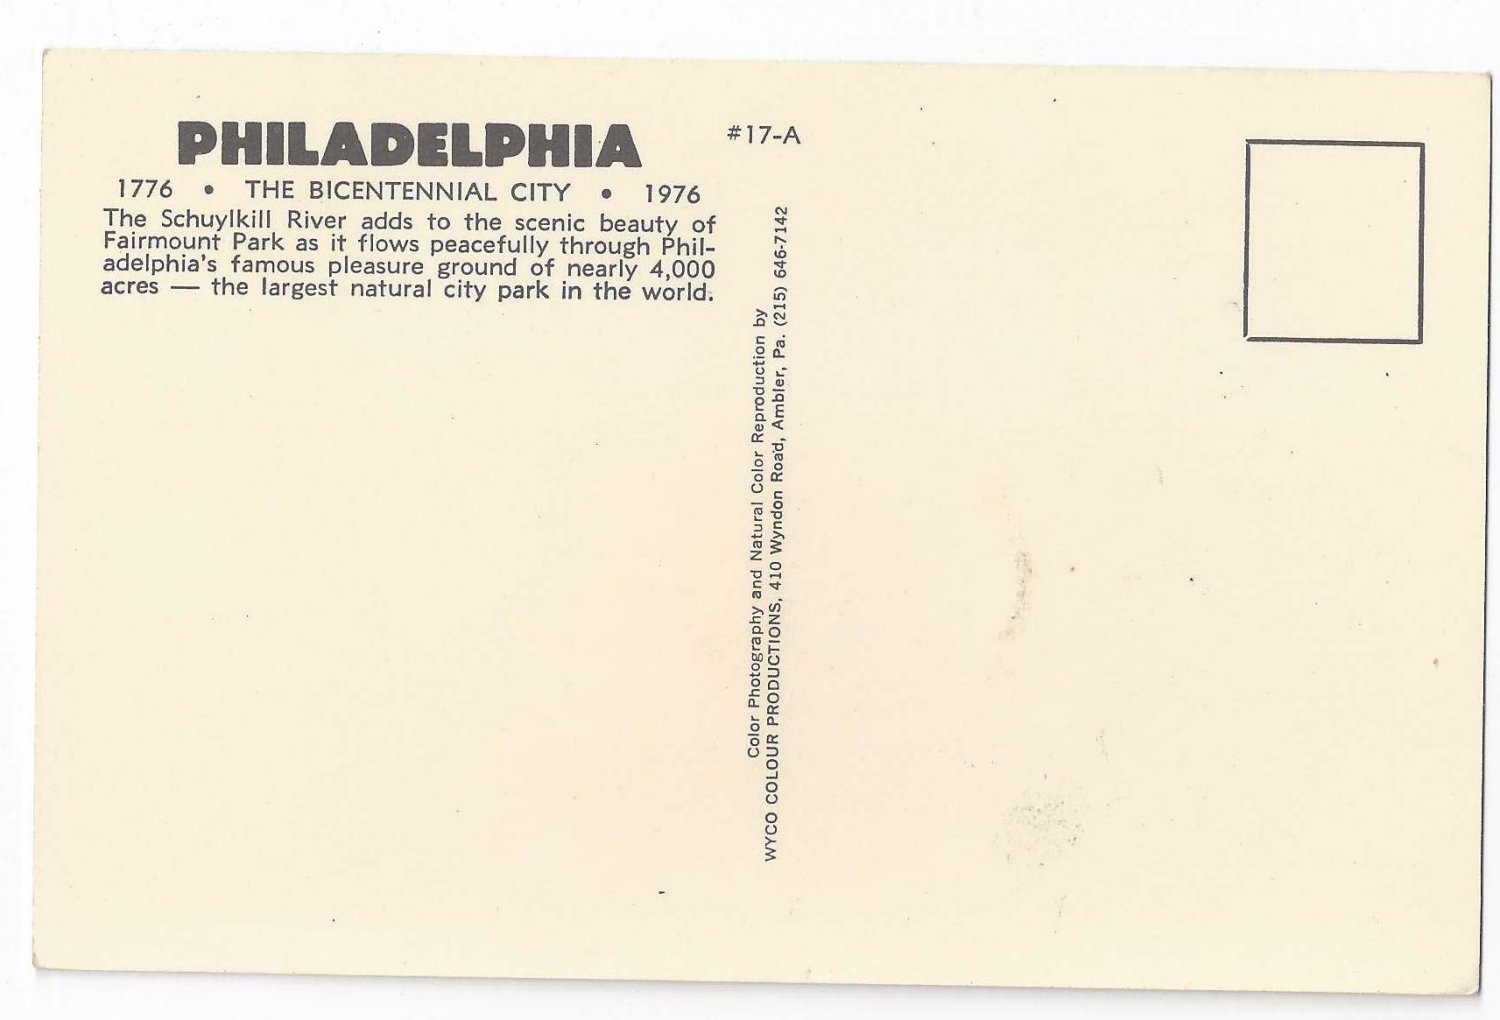 PHILADELPHIA
1776 • THE BICENTENNIAL CITY • 1976
The Schuylkill River adds to the scenic beauty of
Fairmount Park as it flows peacefully through Phil-
adelphia's famous pleasure ground of nearly 4,000
acres — the largest natural city park in the world.
#17-A
Color Photography and Natural Color Reproduction by
WYCO COLOUR PRODUCTIONS, 410 Wyndon Road, Ambler, Pa. (215) 646-7142